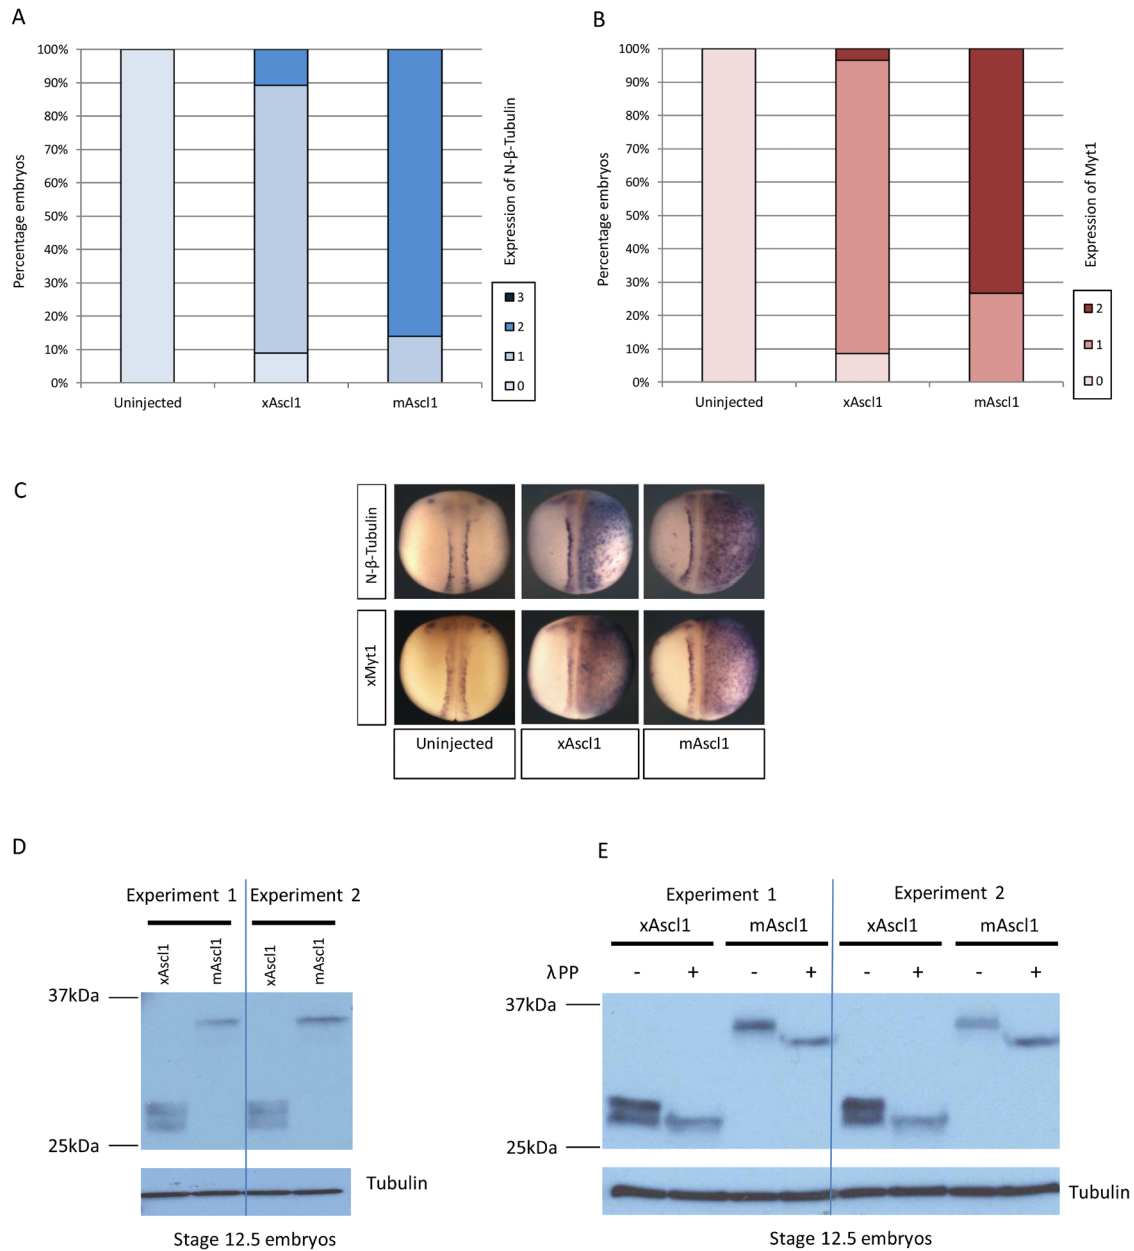 A
100%
90%
80%
70%
60%
50%
40%
30%
20%
10%
0%
Percentage embryos
Uninjected
xAscl1
mAscl1
Expression of N-β-Tubulin
3
2
1
0
B
100%
90%
80%
70%
60%
50%
40%
30%
20%
10%
0%
Percentage embryos
Uninjected
xAscl1
mAscl1
Expression of Myt1
2
1
0
C
N-β-Tubulin
xMyt1
Uninjected
xAscl1
mAscl1
D
Experiment 1
Experiment 2
xAscl1
mAscl1
xAscl1
mAscl1
37kDa
25kDa
Tubulin
Stage 12.5 embryos
E
Experiment 1
Experiment 2
xAscl1
mAscl1
xAscl1
mAscl1
λPP - + - + - + - +
37kDa
25kDa
Tubulin
Stage 12.5 embryos